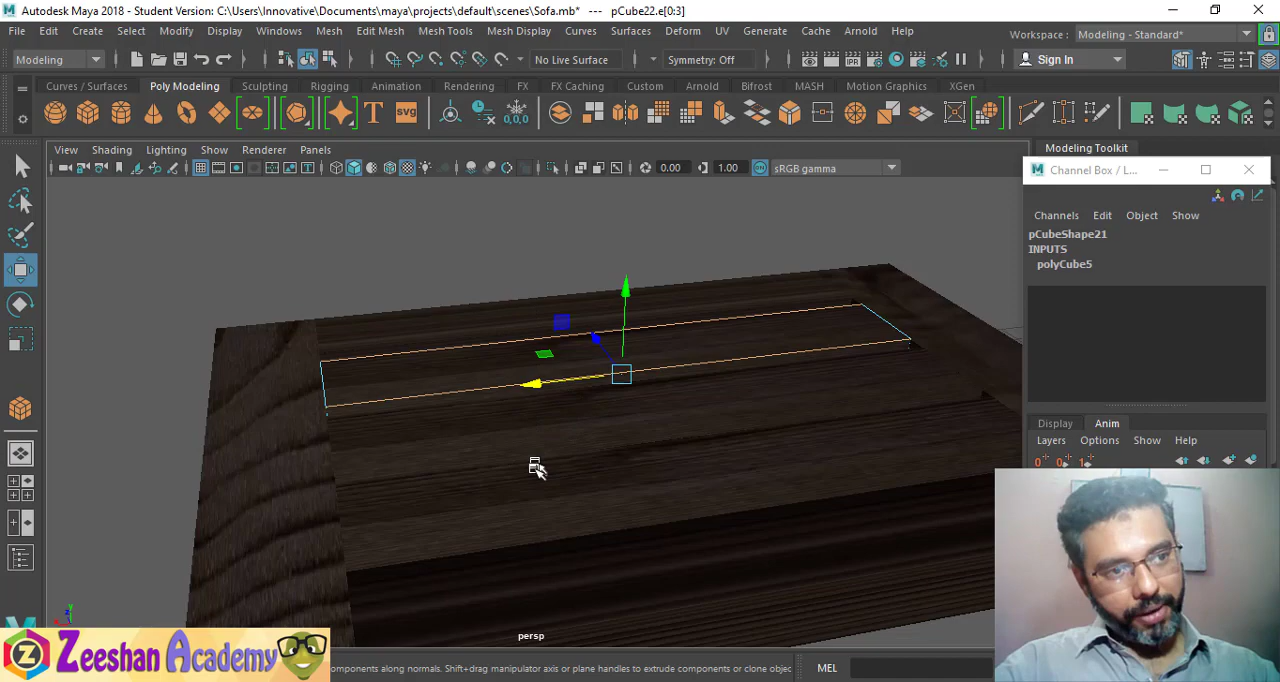 Autodesk Maya 2018 - Student Version: C:\Users\Innovative\Documents\maya\projects\default\scenes\Sofa.mb*   ---   pCube22.e[0:3]
File Edit Create Select Modify Display Windows Mesh Edit Mesh Mesh Tools Mesh Display Curves Surfaces Deform UV Generate Cache Arnold Help
Workspace : Modeling - Standard*
Modeling No Live Surface Symmetry: Off Sign In
Curves / Surfaces Poly Modeling Sculpting Rigging Animation Rendering FX FX Caching Custom Arnold Bifrost MASH Motion Graphics XGen
T svg 0,0,0
View Shading Lighting Show Renderer Panels
Modeling Toolkit
0.00 1.00 sRGB gamma
Channel Box / L...
Channels Edit Object Show
pCubeShape21
INPUTS
polyCube5
Display Anim
Layers Options Show Help
persp
Zeeshan Academy
components along normals. Shift+drag manipulator axis or plane handles to extrude components or clone objec
MEL